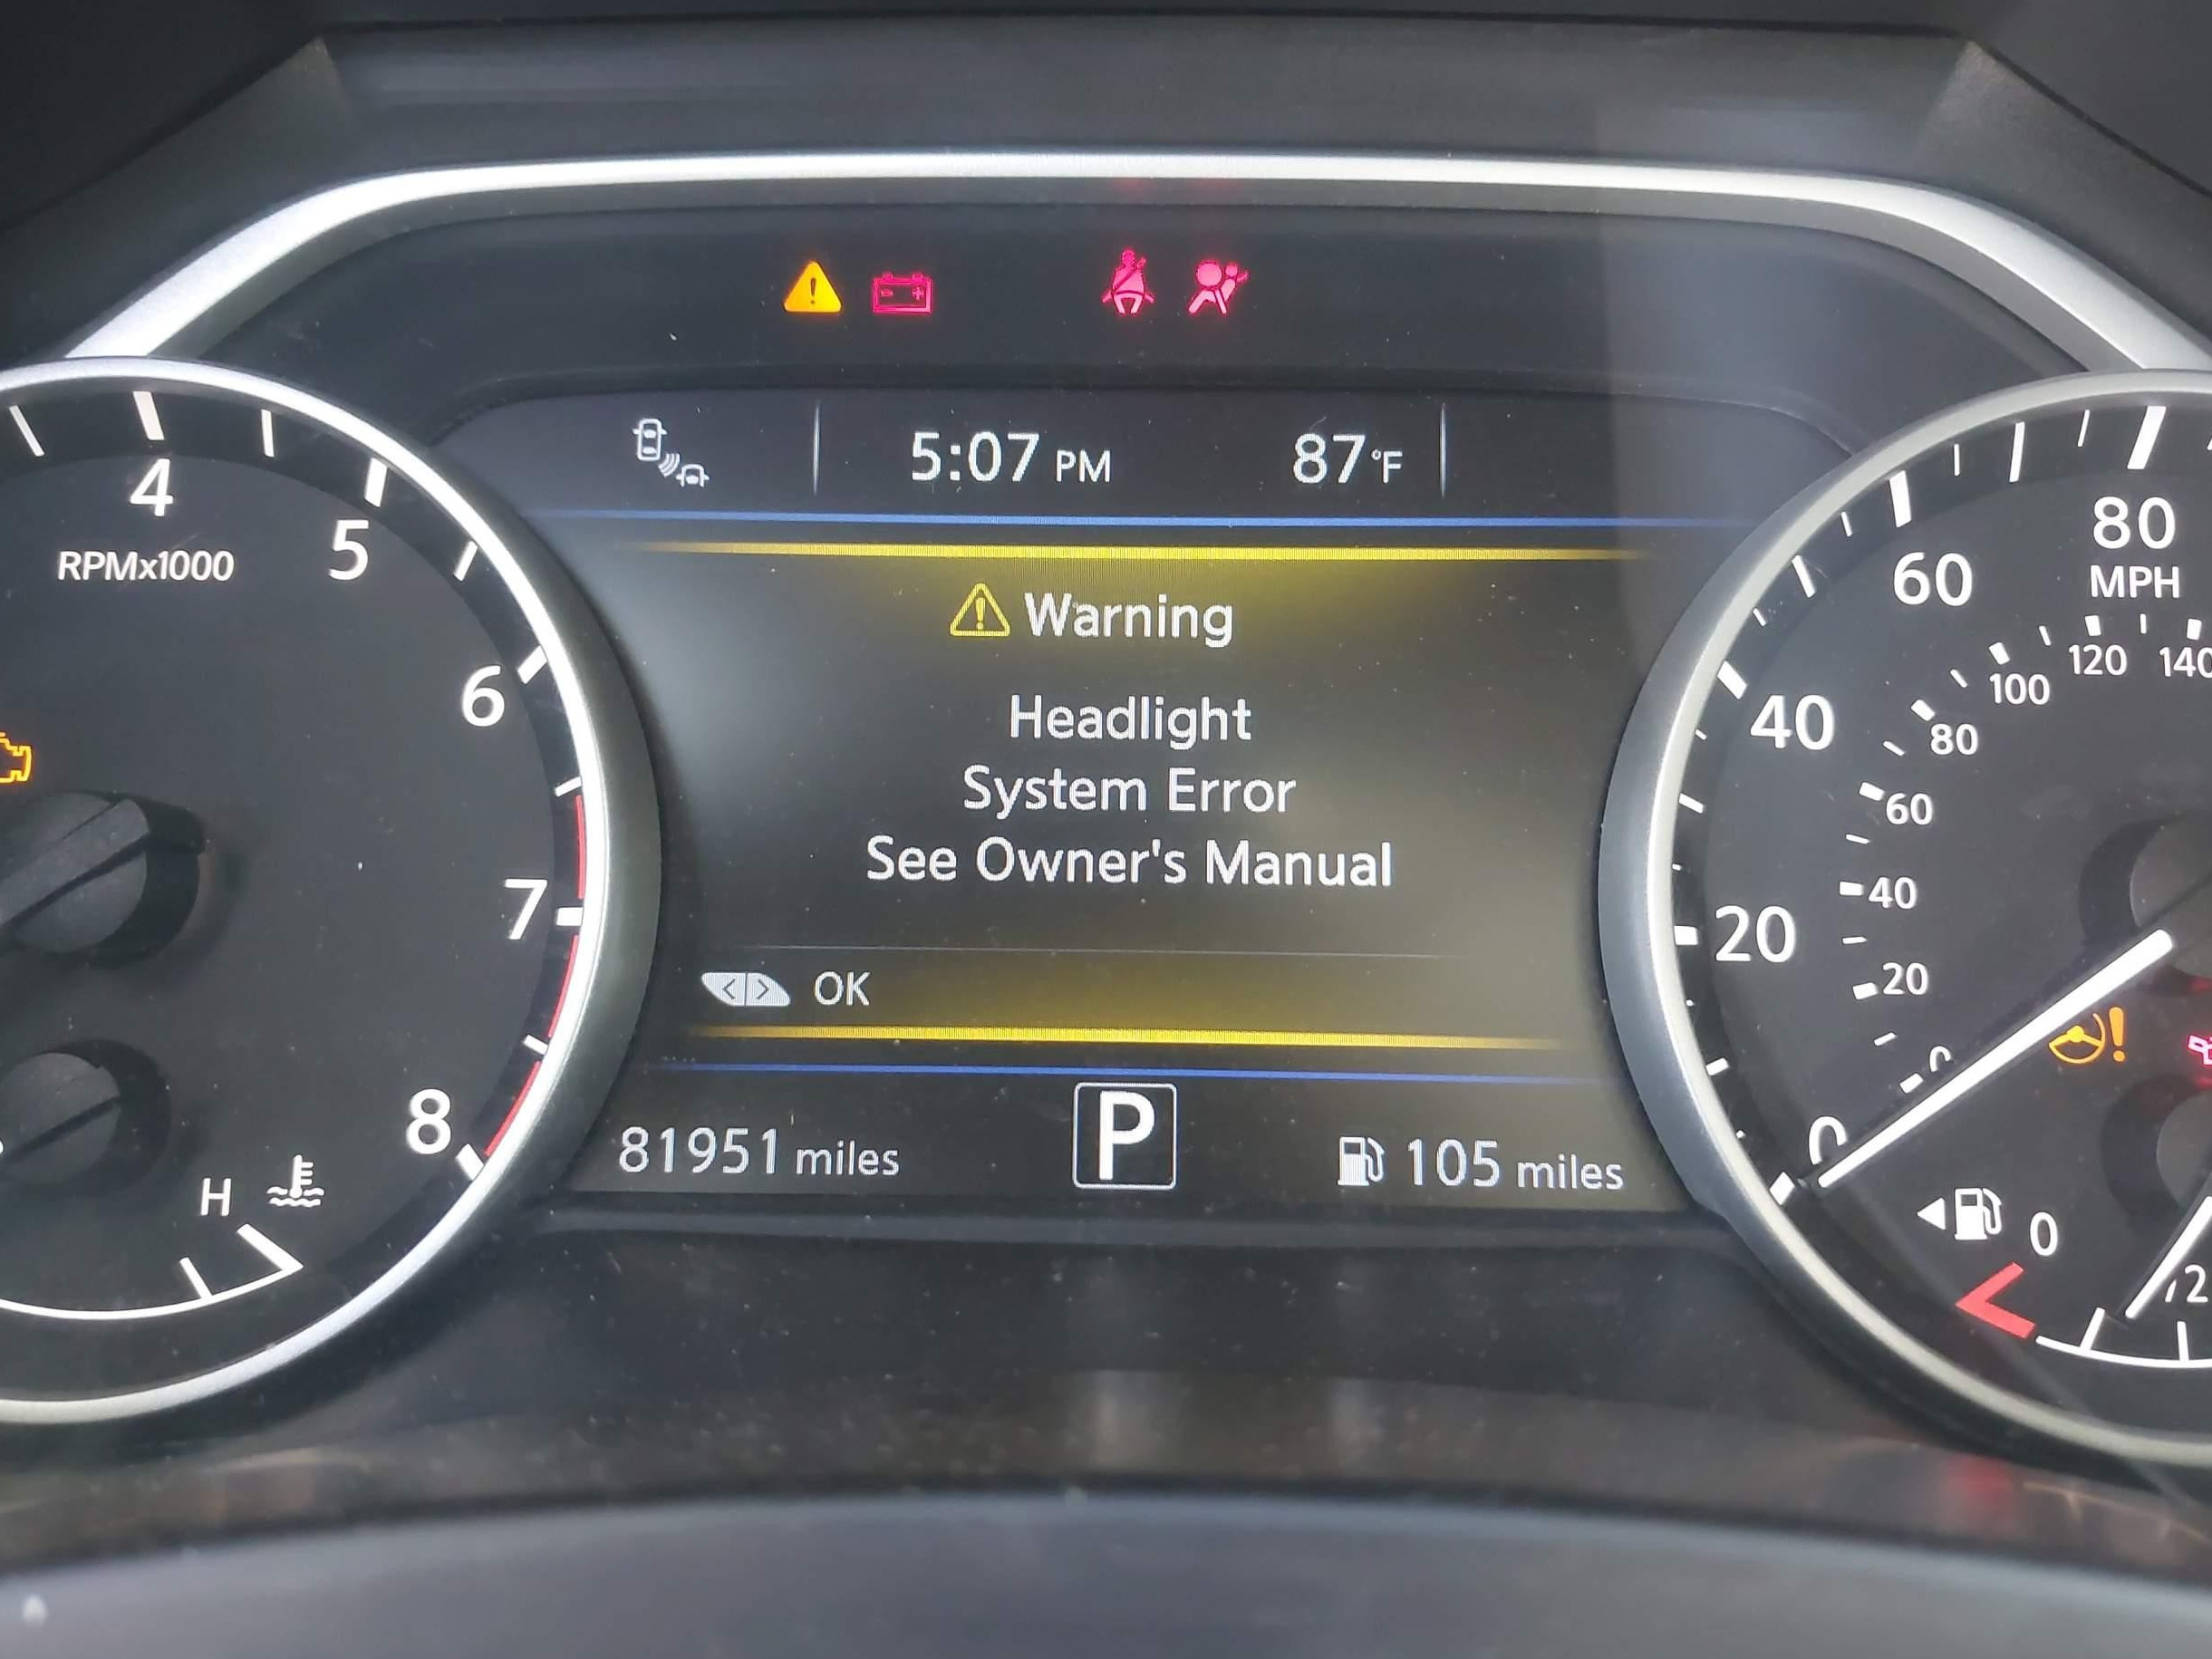 5:07 PM 87°F
Warning
Headlight
System Error
See Owner's Manual
OK
81951 miles P 105 miles
4
5
6
7
8
RPMx1000
H
80
MPH
60
40
20
0
140
120
100
80
60
40
20
0
0